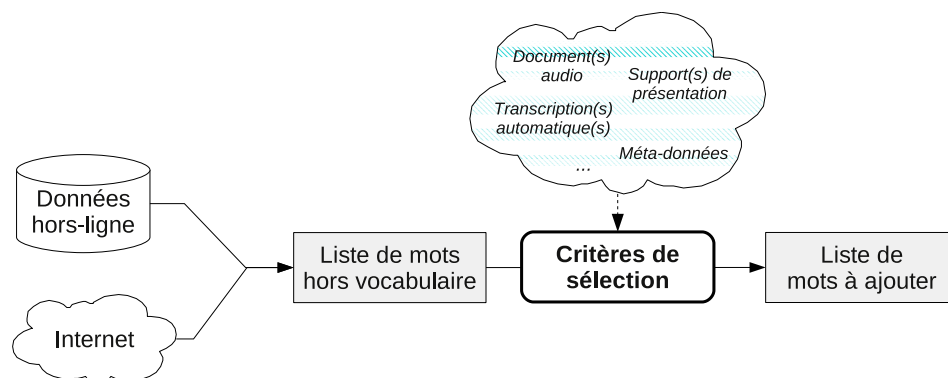 Document(s)
audio
Support(s) de
présentation
Transcription(s)
automatique(s)
Méta-données
...
Données
hors-ligne
Liste de mots
hors vocabulaire
Critères de
sélection
Liste de
mots à ajouter
Internet